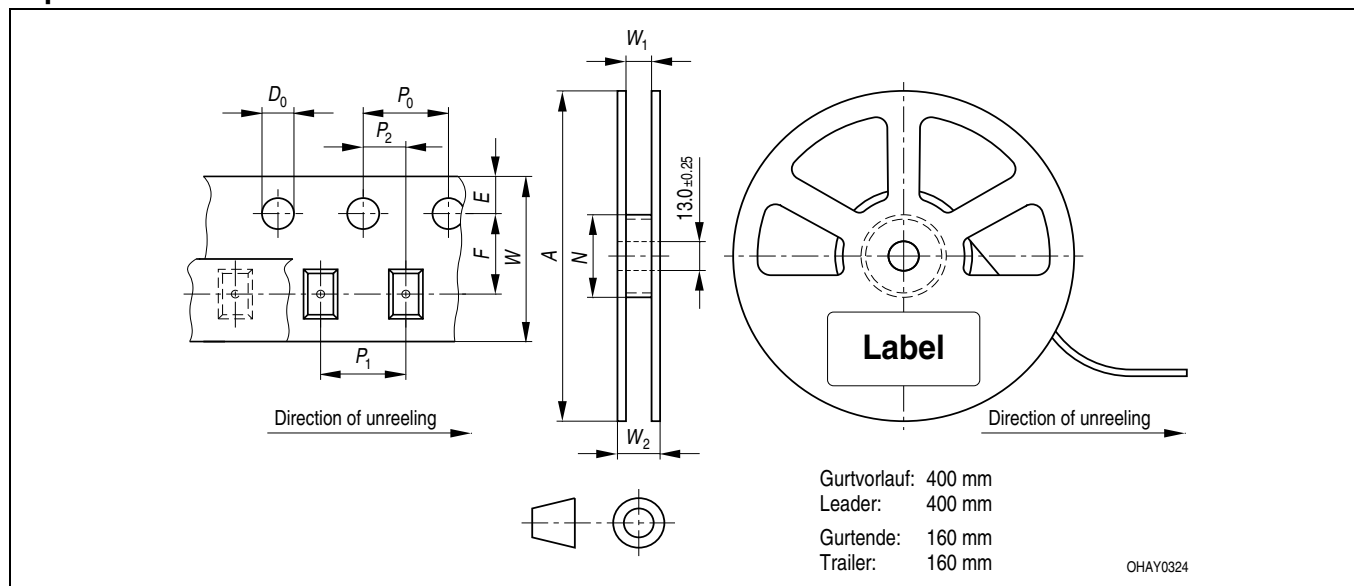 W1
D0
P0
P2
E
F
W
A
N
13.0 ±0.25
P1
W2
Label
Direction of unreeling
Direction of unreeling
Gurtvorlauf: 400 mm
Leader: 400 mm
Gurtende: 160 mm
Trailer: 160 mm
OHAY0324